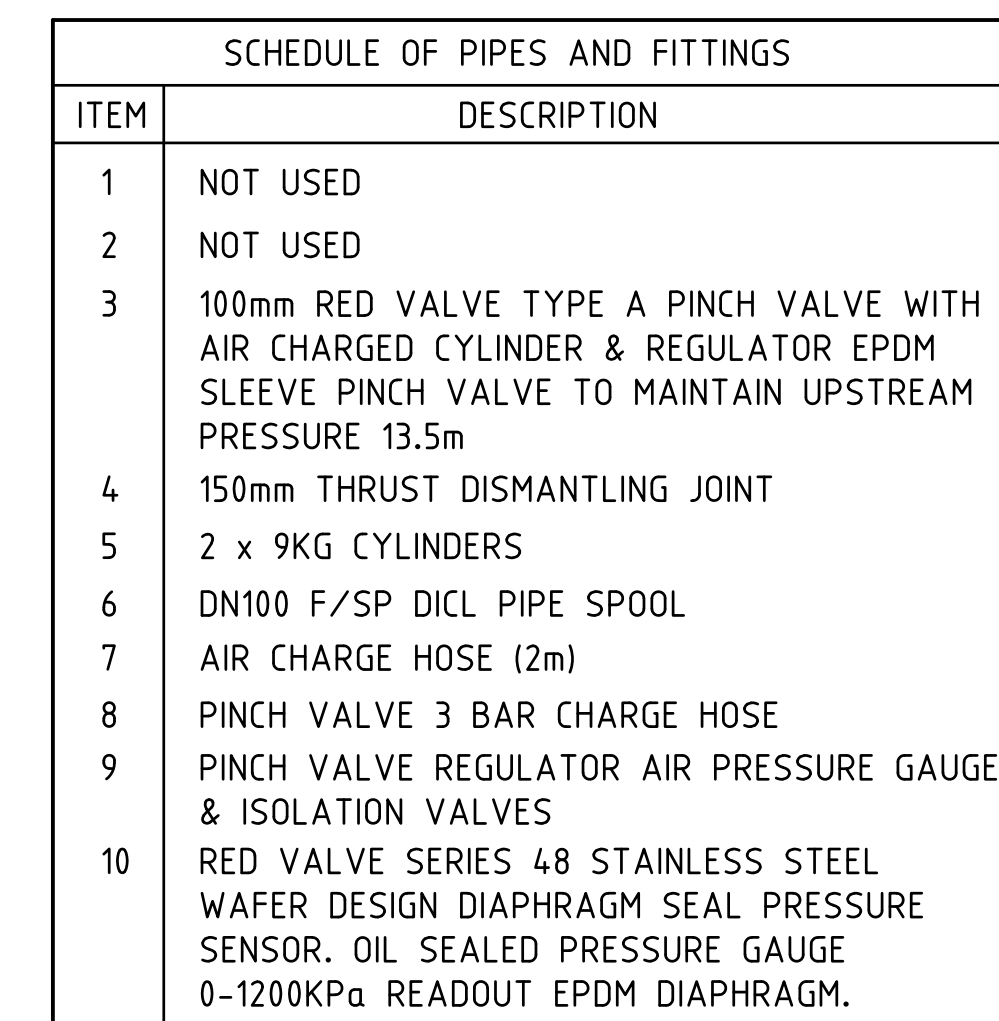 SCHEDULE OF PIPES AND FITTINGS
ITEM DESCRIPTION
1 NOT USED
2 NOT USED
3 100mm RED VALVE TYPE A PINCH VALVE WITH
AIR CHARGED CYLINDER & REGULATOR EPDM
SLEEVE PINCH VALVE TO MAINTAIN UPSTREAM
PRESSURE 13.5m
4 150mm THRUST DISMANTLING JOINT
5 2 x 9KG CYLINDERS
6 DN100 F/SP DICL PIPE SPOOL
7 AIR CHARGE HOSE (2m)
8 PINCH VALVE 3 BAR CHARGE HOSE
9 PINCH VALVE REGULATOR AIR PRESSURE GAUGE
& ISOLATION VALVES
10 RED VALVE SERIES 48 STAINLESS STEEL
WAFER DESIGN DIAPHRAGM SEAL PRESSURE
SENSOR. OIL SEALED PRESSURE GAUGE
0-1200KPa READOUT EPDM DIAPHRAGM.